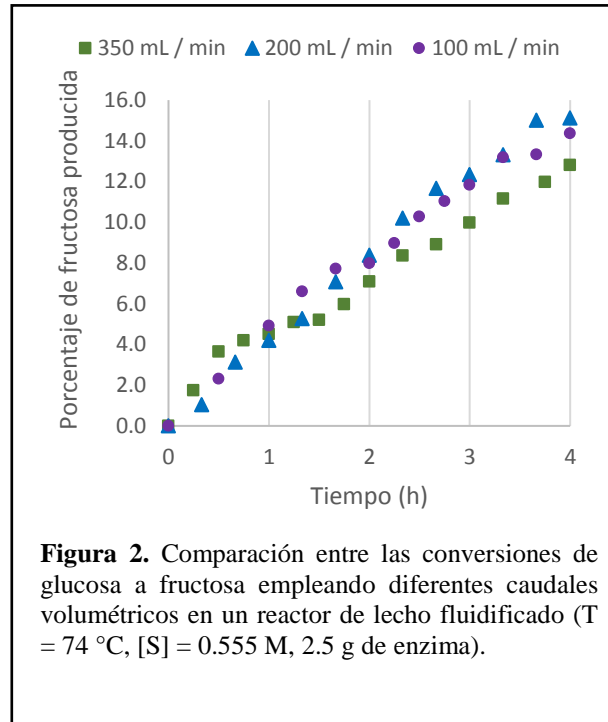 350 mL / min 200 mL / min 100 mL / min
16.0
14.0
12.0
10.0
8.0
6.0
4.0
2.0
0.0
Porcentaje de fructosa producida
0 1 2 3 4
Tiempo (h)
Figura 2. Comparación entre las conversiones de
glucosa a fructosa empleando diferentes caudales
volumétricos en un reactor de lecho fluidificado (T
= 74 °C, [S] = 0.555 M, 2.5 g de enzima).